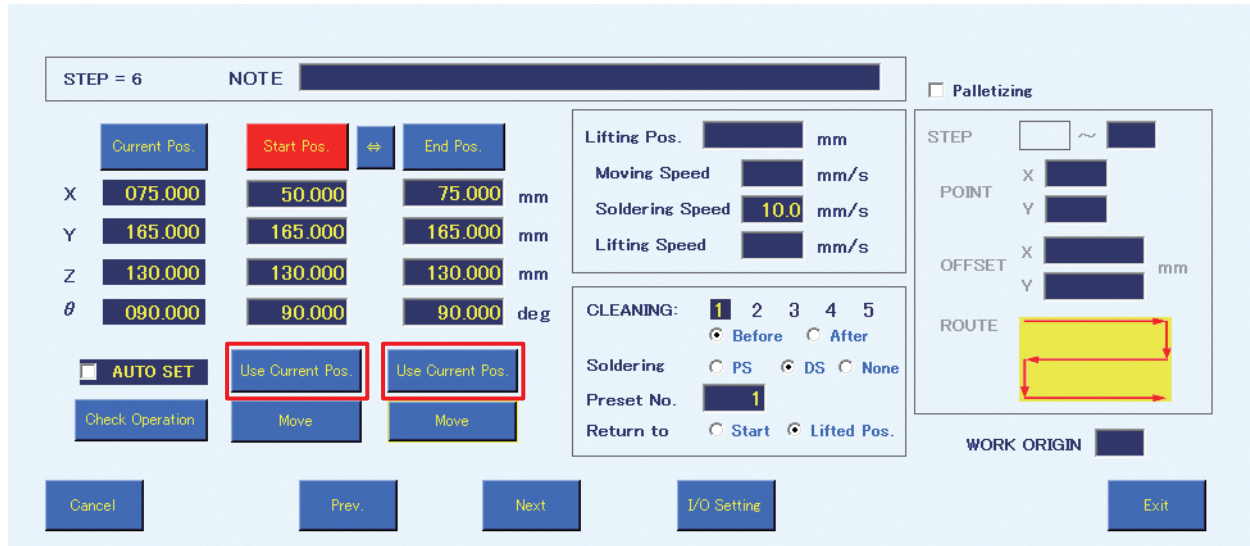 STEP = 6 NOTE
Palletizing
Current Pos. Start Pos. ⇔ End Pos.
X 075.000 50.000 75.000 mm
Y 165.000 165.000 165.000 mm
Z 130.000 130.000 130.000 mm
θ 090.000 90.000 90.000 deg
AUTO SET Use Current Pos. Use Current Pos.
Check Operation Move Move
Lifting Pos. mm
Moving Speed mm/s
Soldering Speed 10.0 mm/s
Lifting Speed mm/s
CLEANING: 1 2 3 4 5
Before After
Soldering PS DS None
Preset No. 1
Return to Start Lifted Pos.
STEP ~
POINT X
Y
OFFSET X
Y mm
ROUTE
WORK ORIGIN
Cancel Prev. Next I/O Setting Exit